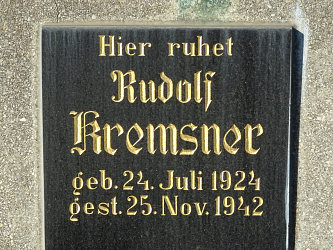 Hier ruhet
Rudolf
Kremsner
geb. 24. Juli 1924
gest. 25. Nov. 1942